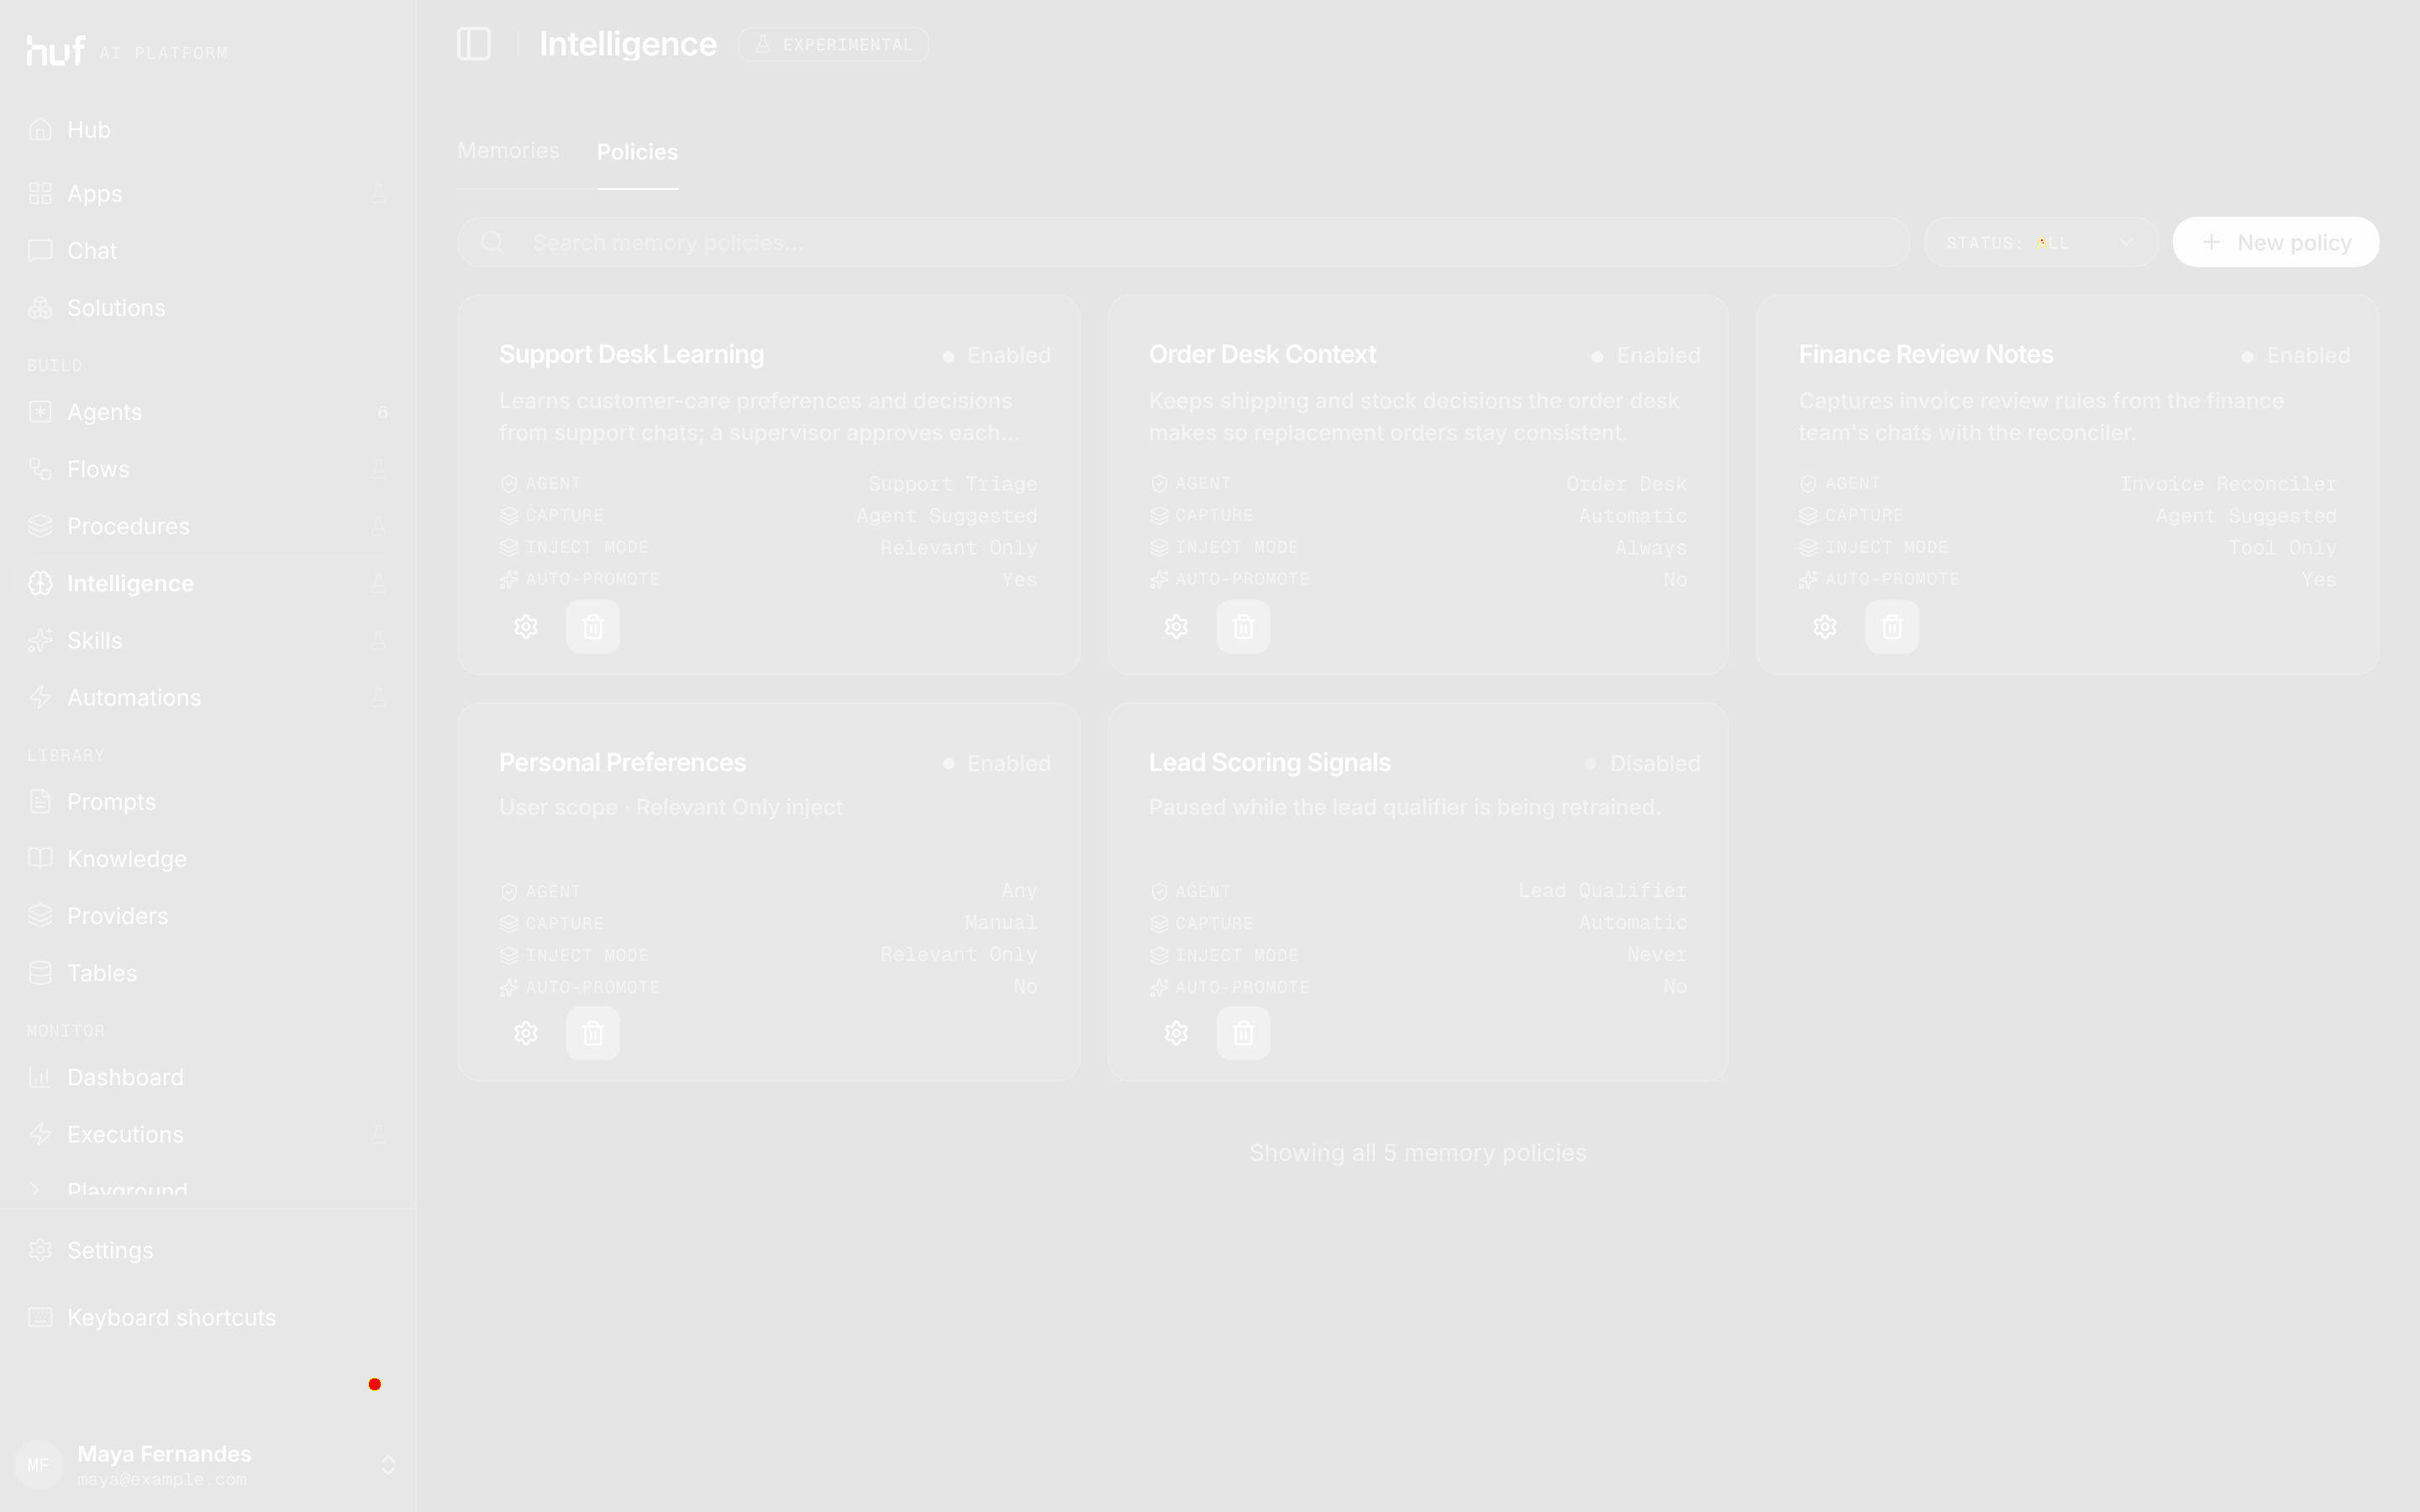 huf AI PLATFORM
Hub
Apps
Chat
Solutions
BUILD
Agents 6
Flows
Procedures
Intelligence
Skills
Automations
LIBRARY
Prompts
Knowledge
Providers
Tables
MONITOR
Dashboard
Executions
Playground
Settings
Keyboard shortcuts
MF Maya Fernandes
maya@example.com
Intelligence EXPERIMENTAL
Memories Policies
Search memory policies...
STATUS: ALL
New policy
Support Desk Learning Enabled
Learns customer-care preferences and decisions
from support chats; a supervisor approves each...
AGENT Support Triage
CAPTURE Agent Suggested
INJECT MODE Relevant Only
AUTO-PROMOTE Yes
Order Desk Context Enabled
Keeps shipping and stock decisions the order desk
makes so replacement orders stay consistent.
AGENT Order Desk
CAPTURE Automatic
INJECT MODE Always
AUTO-PROMOTE No
Finance Review Notes Enabled
Captures invoice review rules from the finance
team's chats with the reconciler.
AGENT Invoice Reconciler
CAPTURE Agent Suggested
INJECT MODE Tool Only
AUTO-PROMOTE Yes
Personal Preferences Enabled
User scope · Relevant Only inject
AGENT Any
CAPTURE Manual
INJECT MODE Relevant Only
AUTO-PROMOTE No
Lead Scoring Signals Disabled
Paused while the lead qualifier is being retrained.
AGENT Lead Qualifier
CAPTURE Automatic
INJECT MODE Never
AUTO-PROMOTE No
Showing all 5 memory policies